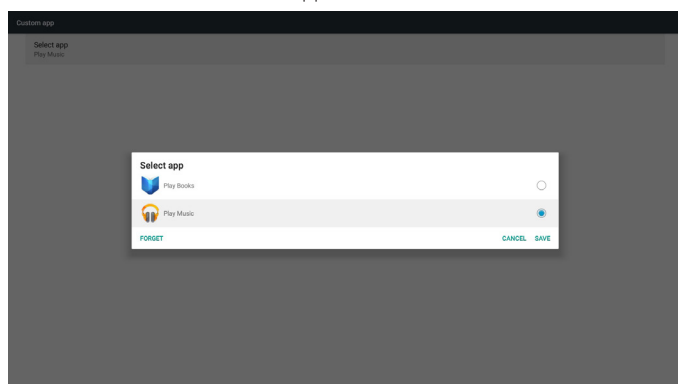 Custom app
Select app
Play Music
Select app
Play Books
Play Music
FORGET
CANCEL SAVE